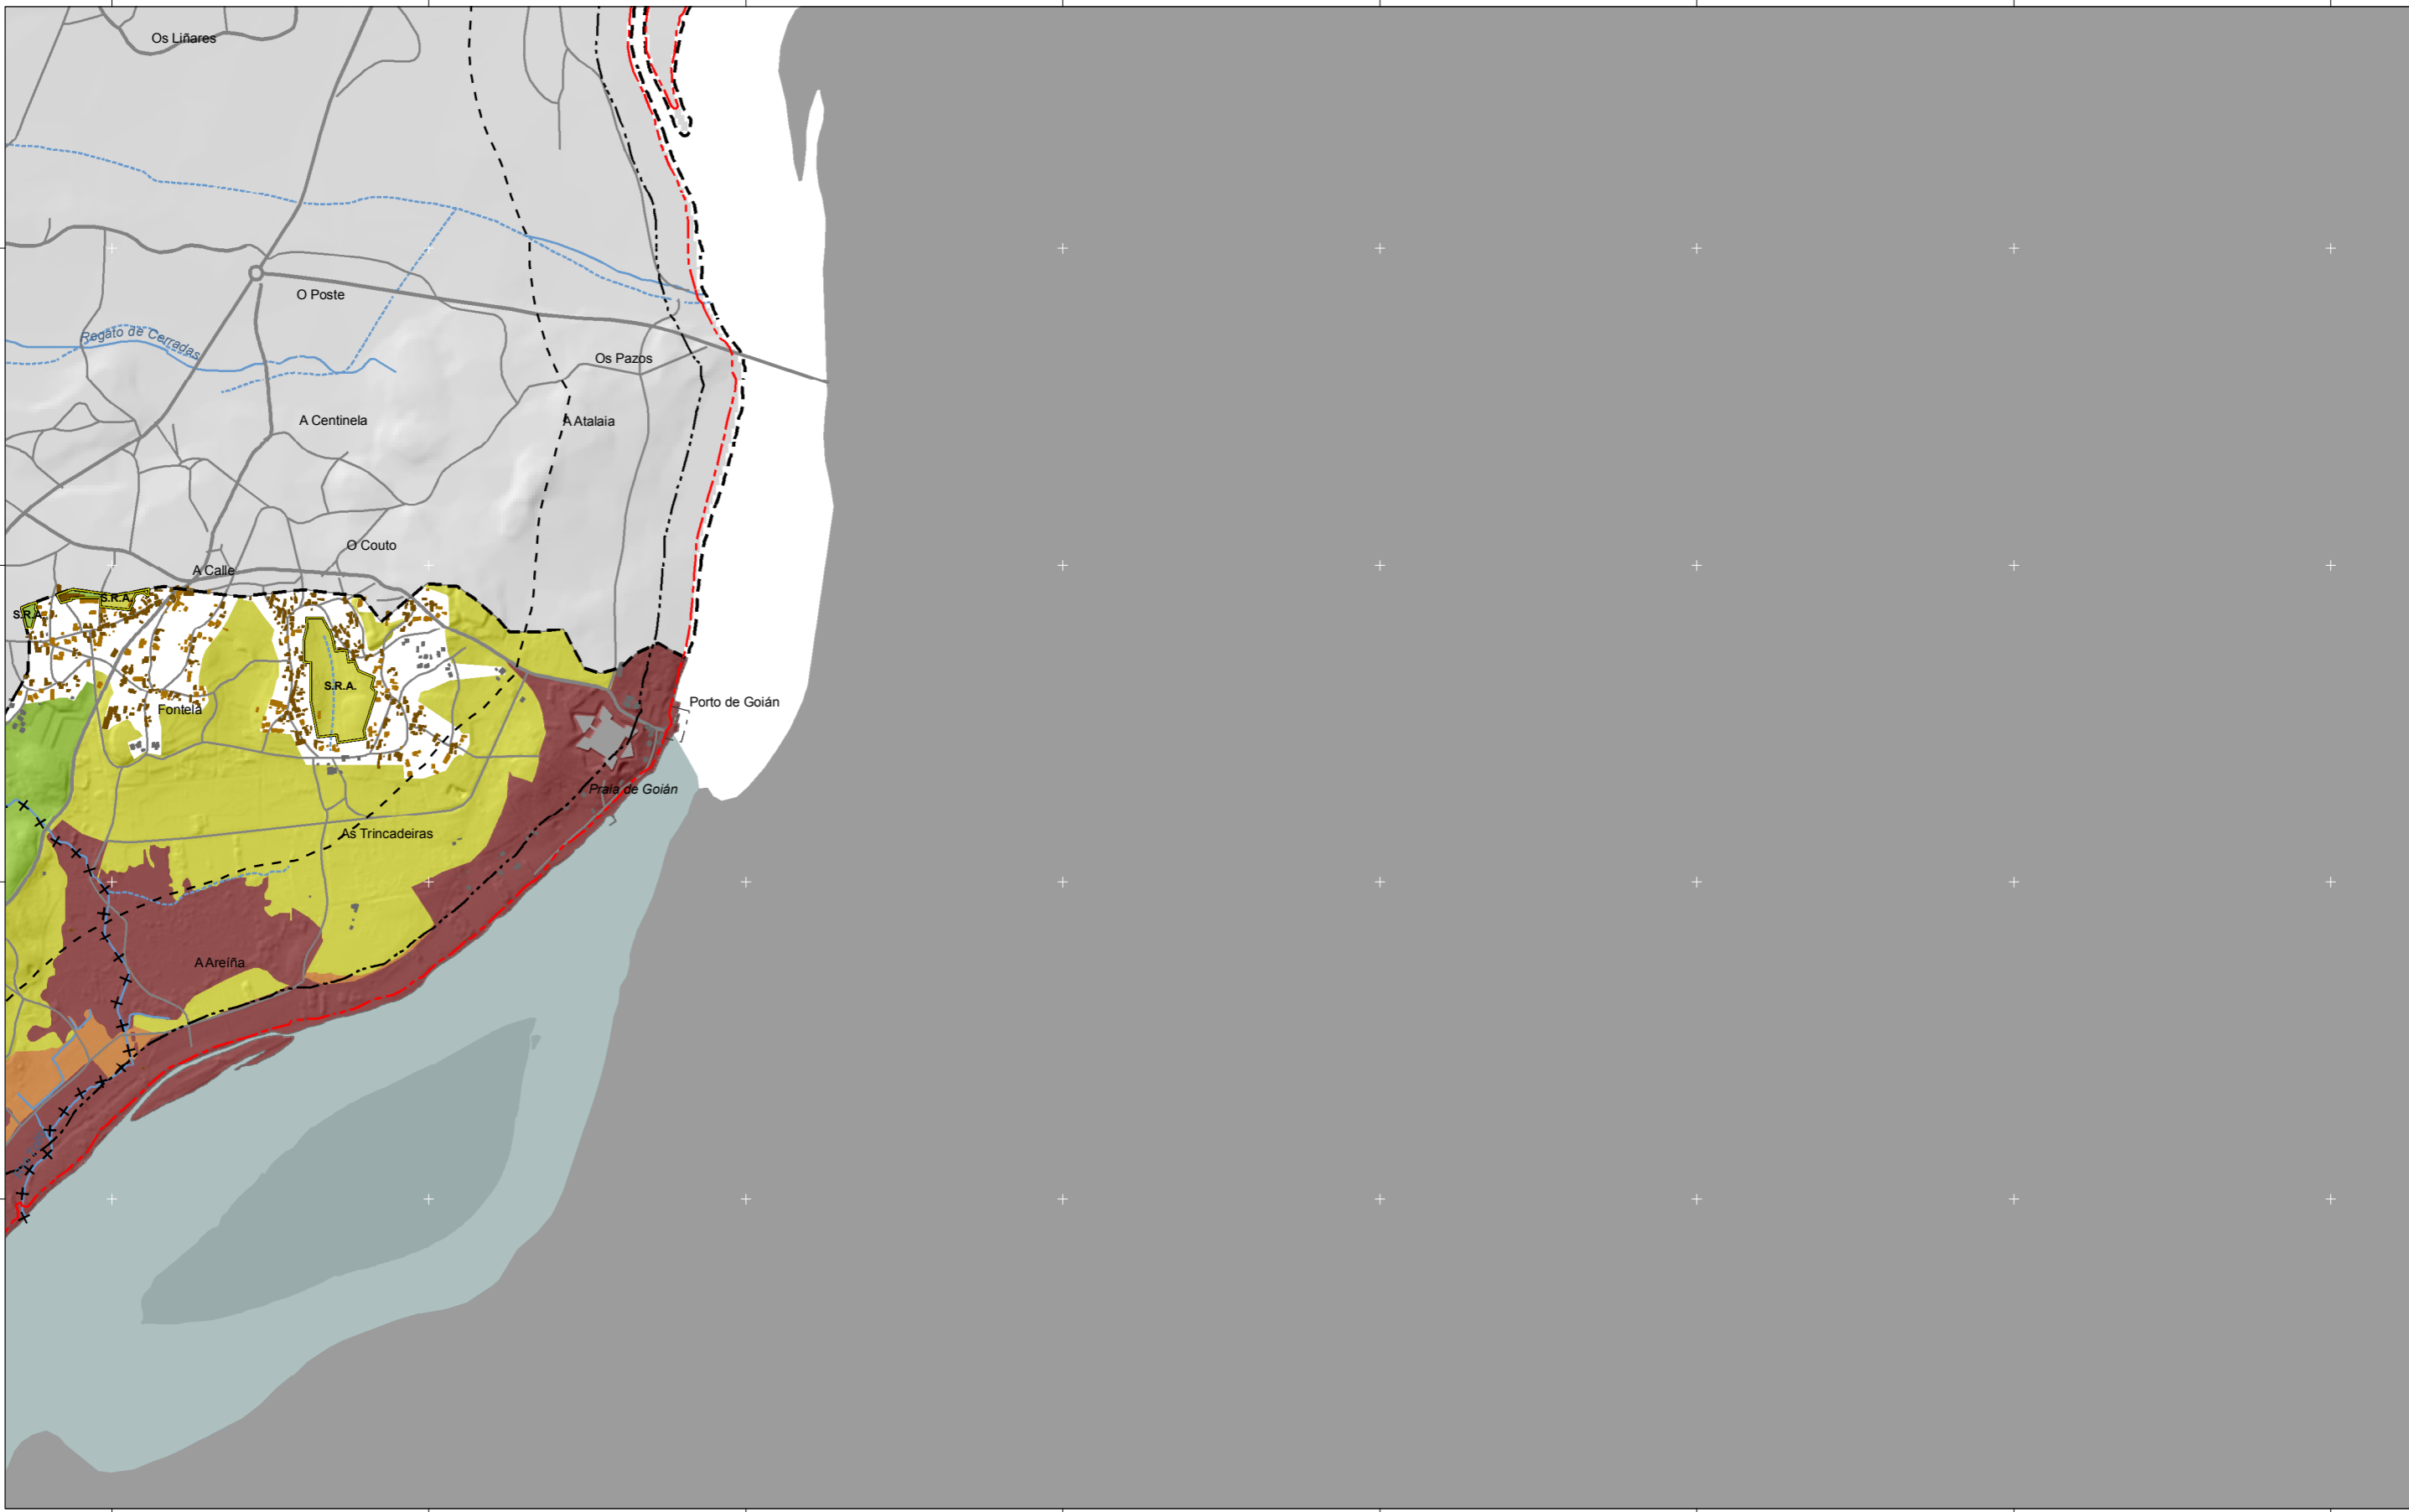 Os Liñares
O Poste
Regato de Cerradas
Os Pazos
A Centinela
A Atalaia
O Couto
A Calle
S.R.A.
S.R.A.
S.R.A.
Porto de Goián
Fontela
Praia de Goián
As Trincadeiras
A Areíña